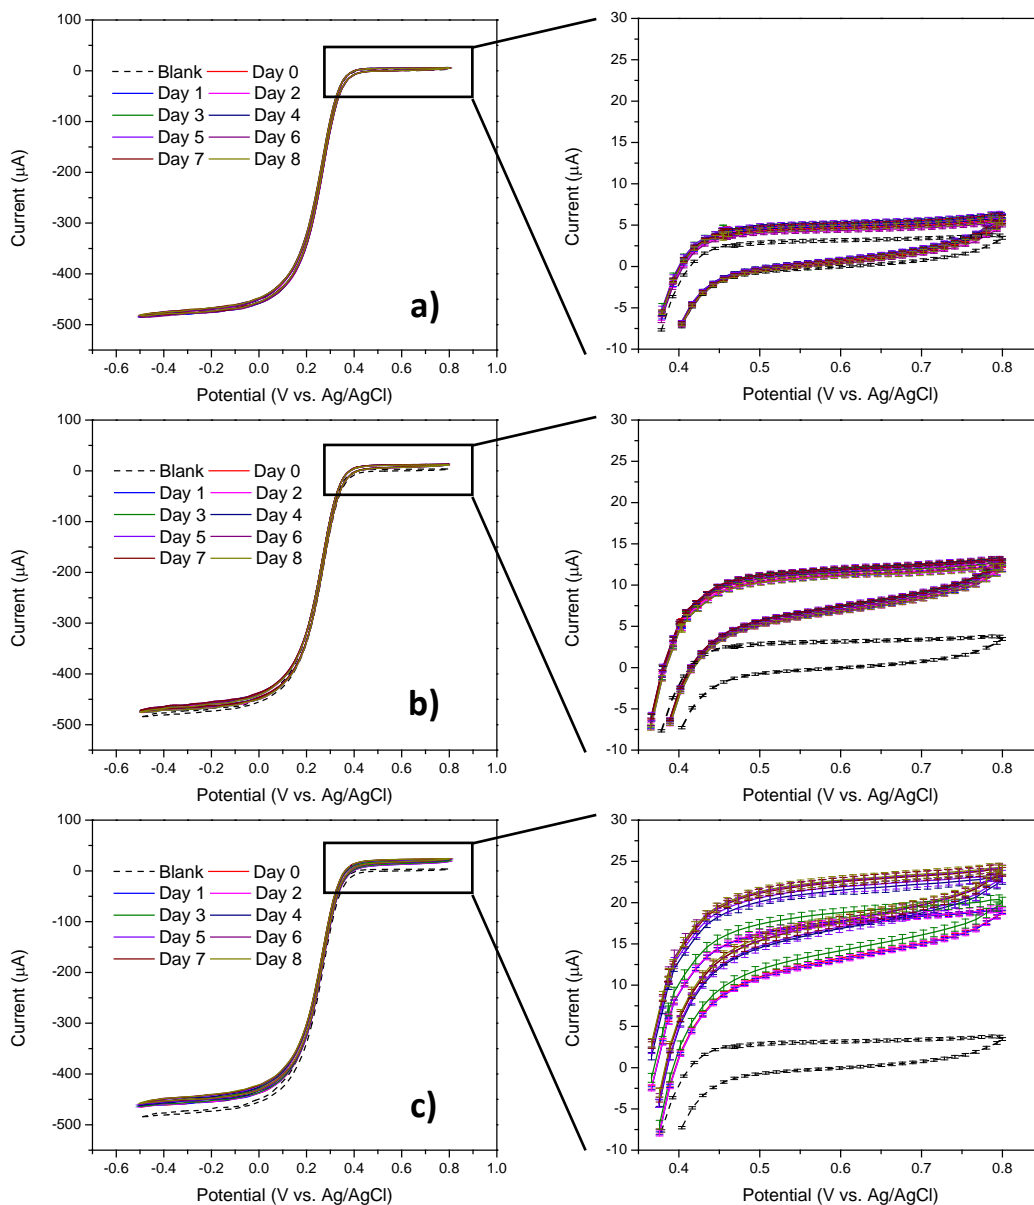 100
0
-100
-200
-300
-400
-500
Current (µA)
-0.6 -0.4 -0.2 0.0 0.2 0.4 0.6 0.8 1.0
Potential (V vs. Ag/AgCl)
Blank Day 0
Day 1 Day 2
Day 3 Day 4
Day 5 Day 6
Day 7 Day 8
a)
30
25
20
15
10
5
0
-5
-10
Current (µA)
0.4 0.5 0.6 0.7 0.8
Potential (V vs. Ag/AgCl)
100
0
-100
-200
-300
-400
-500
Current (µA)
-0.6 -0.4 -0.2 0.0 0.2 0.4 0.6 0.8 1.0
Potential (V vs. Ag/AgCl)
Blank Day 0
Day 1 Day 2
Day 3 Day 4
Day 5 Day 6
Day 7 Day 8
b)
30
25
20
15
10
5
0
-5
-10
Current (µA)
0.4 0.5 0.6 0.7 0.8
Potential (V vs. Ag/AgCl)
100
0
-100
-200
-300
-400
-500
Current (µA)
-0.6 -0.4 -0.2 0.0 0.2 0.4 0.6 0.8 1.0
Potential (V vs. Ag/AgCl)
Blank Day 0
Day 1 Day 2
Day 3 Day 4
Day 5 Day 6
Day 7 Day 8
c)
30
25
20
15
10
5
0
-5
-10
Current (µA)
0.4 0.5 0.6 0.7 0.8
Potential (V vs. Ag/AgCl)